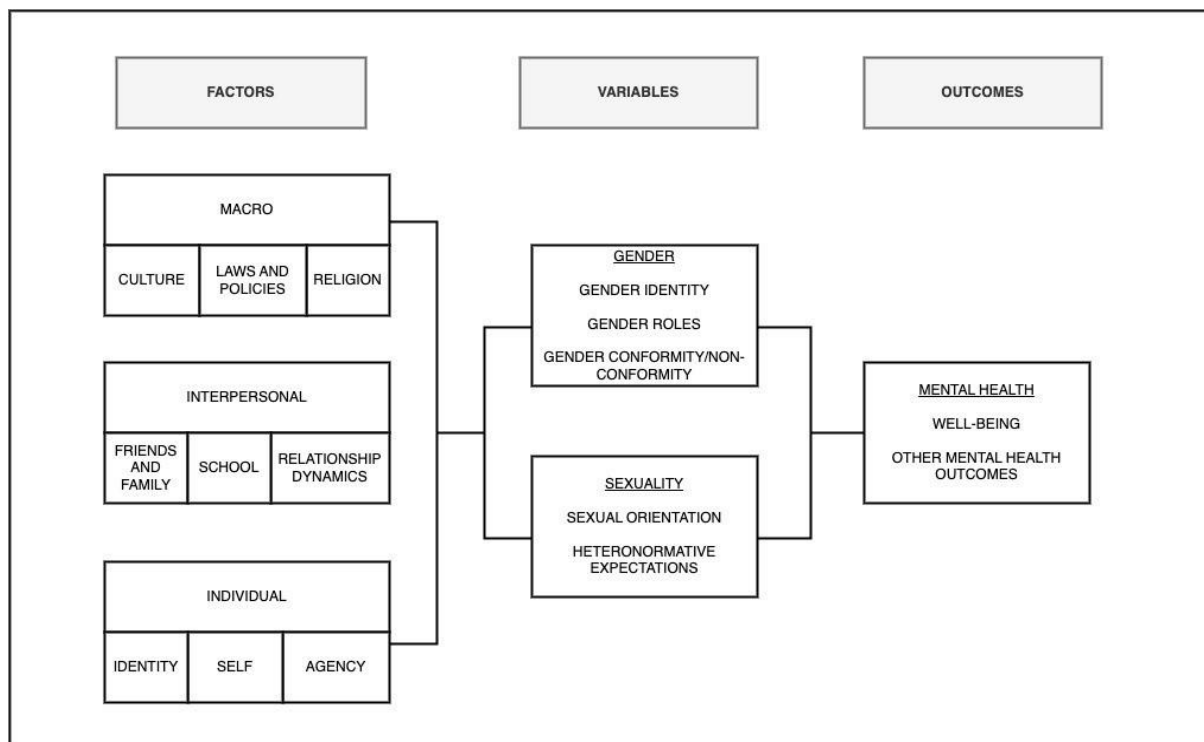 FACTORS
VARIABLES
OUTCOMES
MACRO
CULTURE
LAWS AND
POLICIES
RELIGION
INTERPERSONAL
FRIENDS
AND
FAMILY
SCHOOL
RELATIONSHIP
DYNAMICS
INDIVIDUAL
IDENTITY
SELF
AGENCY
GENDER
GENDER IDENTITY
GENDER ROLES
GENDER CONFORMITY/NON-
CONFORMITY
SEXUALITY
SEXUAL ORIENTATION
HETERONORMATIVE
EXPECTATIONS
MENTAL HEALTH
WELL-BEING
OTHER MENTAL HEALTH
OUTCOMES